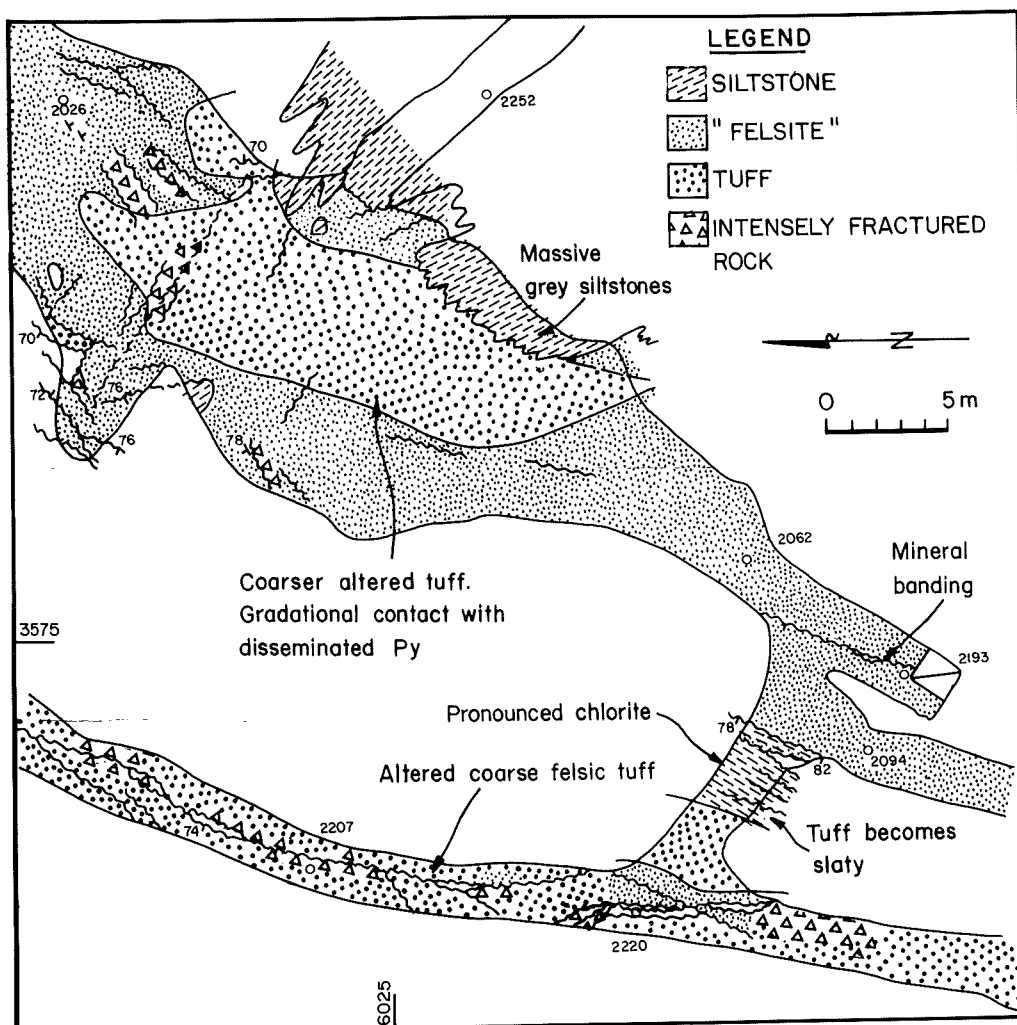 LEGEND
SILTSTONE
"FELSITE"
TUFF
INTENSELY FRACTURED
ROCK
2026
2252
70
Massive
grey siltstones
N
0 5 m
70
72
76
76
78
2062
Mineral
banding
Coarser altered tuff.
Gradational contact with
disseminated Py
3575
2193
Pronounced chlorite
78
Altered coarse felsic tuff
82
2094
74
2207
Tuff becomes
slaty
2220
6025